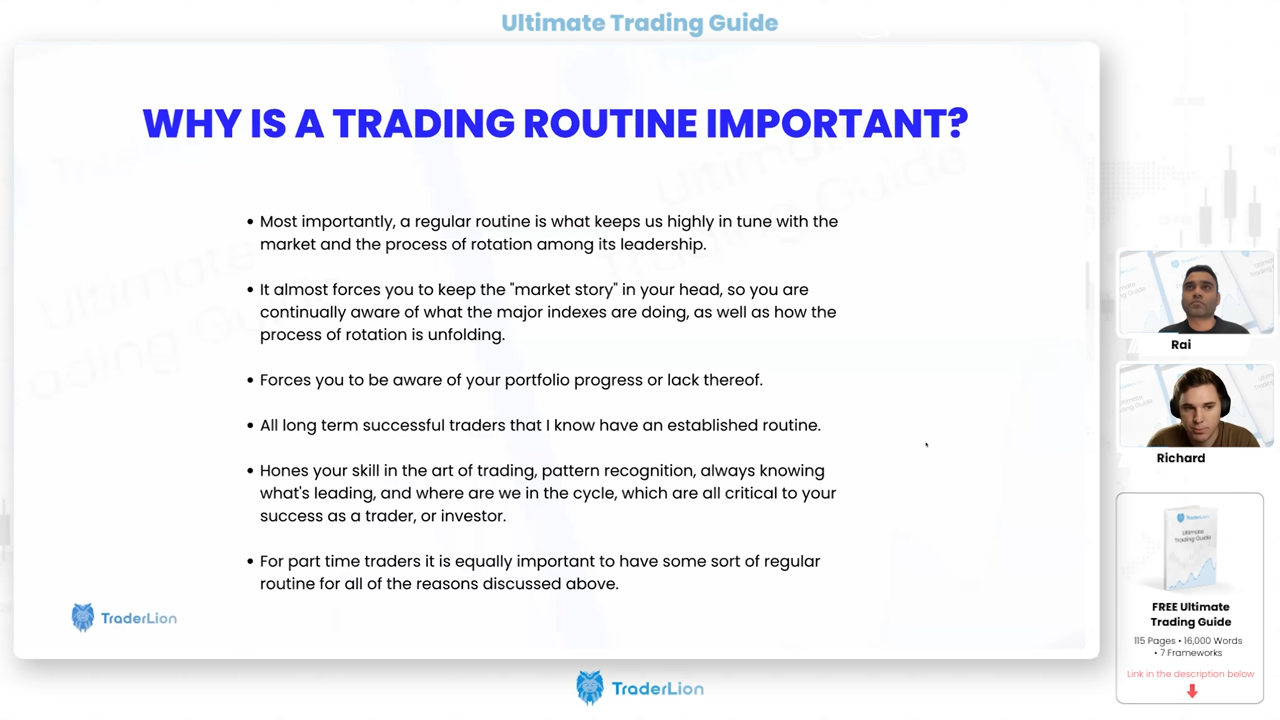 Ultimate Trading Guide
WHY IS A TRADING ROUTINE IMPORTANT?
• Most importantly, a regular routine is what keeps us highly in tune with the
market and the process of rotation among its leadership.
• It almost forces you to keep the "market story" in your head, so you are
continually aware of what the major indexes are doing, as well as how the
process of rotation is unfolding.
• Forces you to be aware of your portfolio progress or lack thereof.
• All long term successful traders that I know have an established routine.
• Hones your skill in the art of trading, pattern recognition, always knowing
what's leading, and where are we in the cycle, which are all critical to your
success as a trader, or investor.
• For part time traders it is equally important to have some sort of regular
routine for all of the reasons discussed above.
TraderLion
TraderLion
Rai
Richard
TraderLion
Ultimate
Trading Guide
FREE Ultimate
Trading Guide
115 Pages • 16,000 Words
• 7 Frameworks
Link in the description below